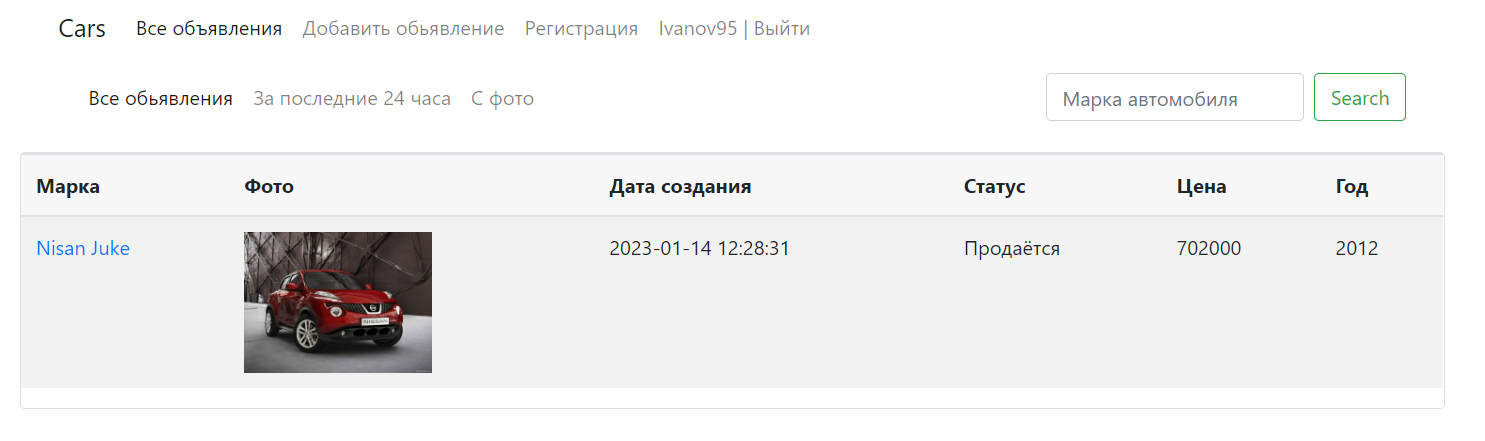 Cars Все объявления Добавить обьявление Регистрация Ivanov95 | Выйти
Все обьявления За последние 24 часа С фото Марка автомобиля Search
Марка Фото Дата создания Статус Цена Год
Nisan Juke 2023-01-14 12:28:31 Продаётся 702000 2012
NISSAN